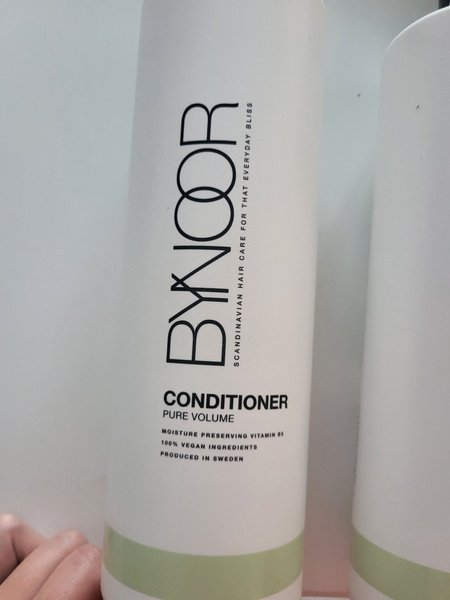 BYNOOR
SCANDINAVIAN HAIR CARE FOR THAT EVERYDAY BLISS
CONDITIONER
PURE VOLUME
MOISTURE PRESERVING VITAMIN B5
100% VEGAN INGREDIENTS
PRODUCED IN SWEDEN